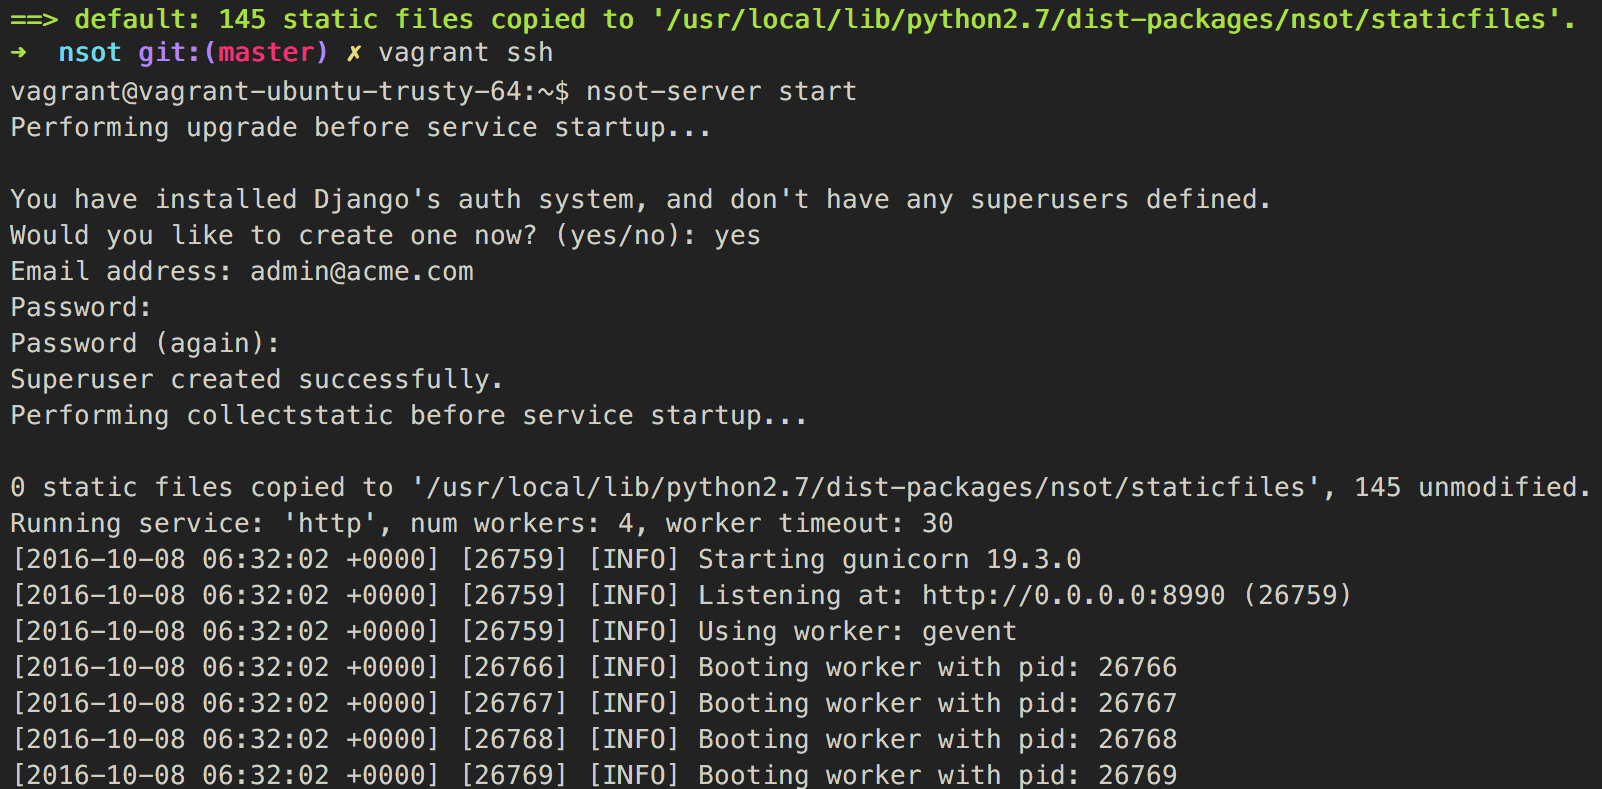 ==> default: 145 static files copied to '/usr/local/lib/python2.7/dist-packages/nsot/staticfiles'.
➜  nsot git:(master) ✗ vagrant ssh
vagrant@vagrant-ubuntu-trusty-64:~$ nsot-server start
Performing upgrade before service startup...
You have installed Django's auth system, and don't have any superusers defined.
Would you like to create one now? (yes/no): yes
Email address: admin@acme.com
Password:
Password (again):
Superuser created successfully.
Performing collectstatic before service startup...
0 static files copied to '/usr/local/lib/python2.7/dist-packages/nsot/staticfiles', 145 unmodified.
Running service: 'http', num workers: 4, worker timeout: 30
[2016-10-08 06:32:02 +0000] [26759] [INFO] Starting gunicorn 19.3.0
[2016-10-08 06:32:02 +0000] [26759] [INFO] Listening at: http://0.0.0.0:8990 (26759)
[2016-10-08 06:32:02 +0000] [26759] [INFO] Using worker: gevent
[2016-10-08 06:32:02 +0000] [26766] [INFO] Booting worker with pid: 26766
[2016-10-08 06:32:02 +0000] [26767] [INFO] Booting worker with pid: 26767
[2016-10-08 06:32:02 +0000] [26768] [INFO] Booting worker with pid: 26768
[2016-10-08 06:32:02 +0000] [26769] [INFO] Booting worker with pid: 26769